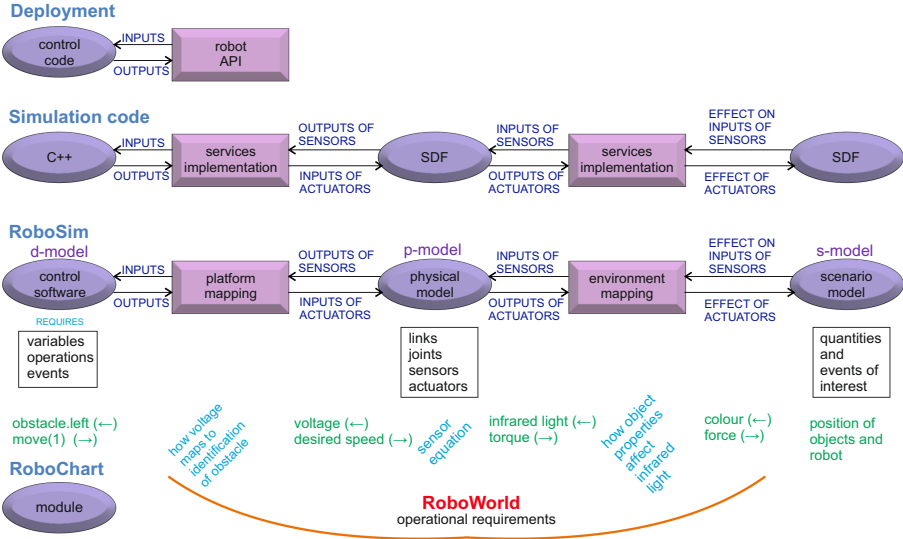 Deployment
control
code
INPUTS
OUTPUTS
robot
API
Simulation code
C++
INPUTS
OUTPUTS
services
implementation
OUTPUTS OF
SENSORS
INPUTS OF
ACTUATORS
SDF
INPUTS OF
SENSORS
OUTPUTS OF
ACTUATORS
services
implementation
EFFECT ON
INPUTS OF
SENSORS
EFFECT OF
ACTUATORS
SDF
RoboSim
d-model
control
software
INPUTS
OUTPUTS
platform
mapping
OUTPUTS OF
SENSORS
INPUTS OF
ACTUATORS
p-model
physical
model
INPUTS OF
SENSORS
OUTPUTS OF
ACTUATORS
environment
mapping
EFFECT ON
INPUTS OF
SENSORS
EFFECT OF
ACTUATORS
s-model
scenario
model
REQUIRES
variables
operations
events
links
joints
sensors
actuators
quantities
and
events of
interest
obstacle.left (←)
move(1) (→)
how voltage
maps to
identification
of obstacle
voltage (←)
desired speed (→)
sensor
equation
infrared light (←)
torque (→)
how object
properties
affect
infrared
light
colour (←)
force (→)
position of
objects and
robot
RoboChart
module
RoboWorld
operational requirements